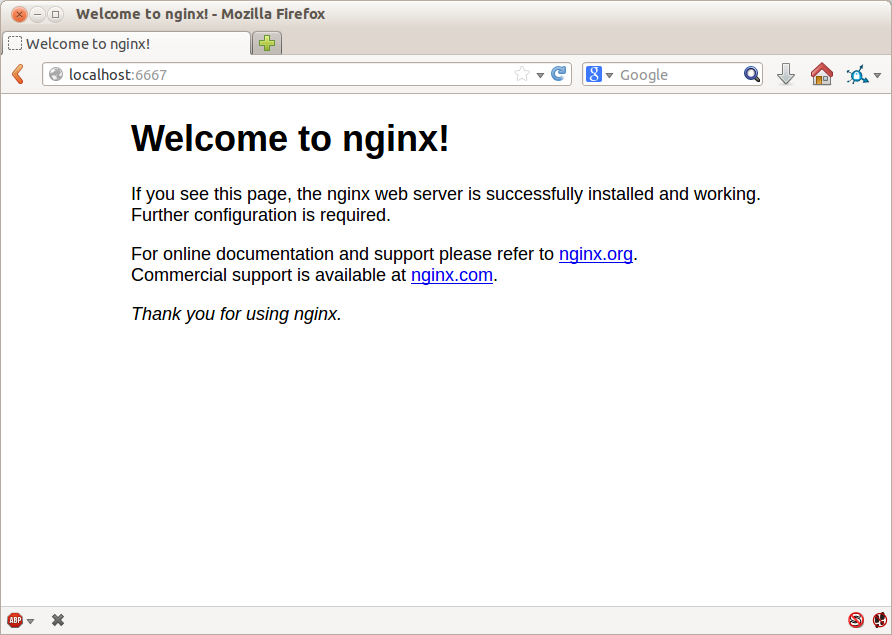 Welcome to nginx! - Mozilla Firefox
Welcome to nginx!
localhost:6667
8 Google
Welcome to nginx!
If you see this page, the nginx web server is successfully installed and working.
Further configuration is required.
For online documentation and support please refer to nginx.org.
Commercial support is available at nginx.com.
Thank you for using nginx.
ABP